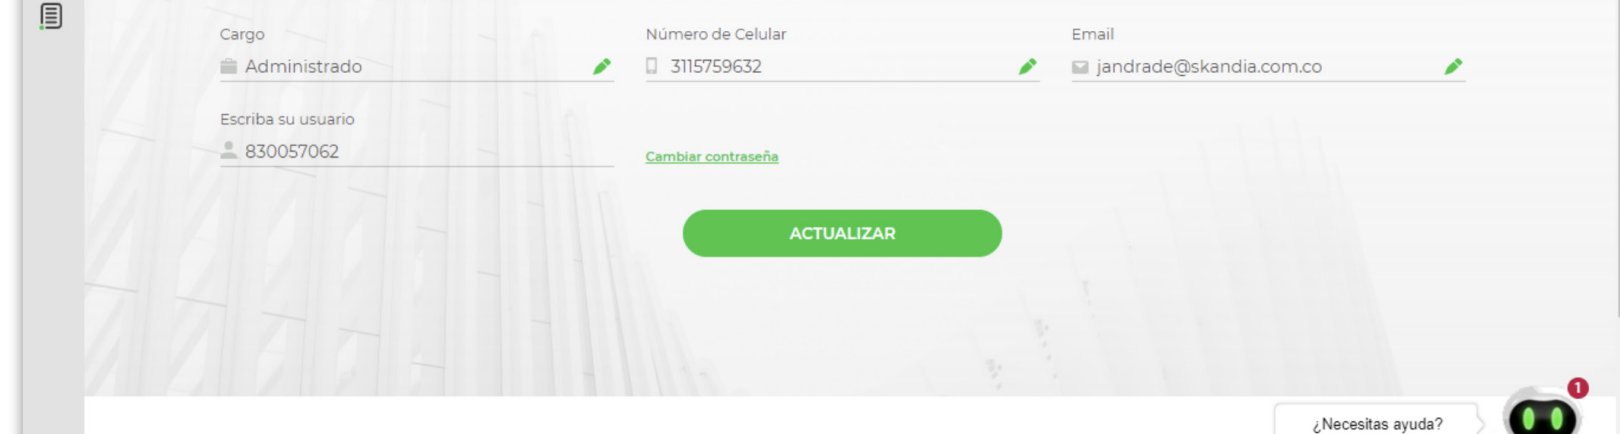 Cargo
Número de Celular
Email
Administrado
3115759632
jandrade@skandia.com.co
Escriba su usuario
830057062
Cambiar contraseña
ACTUALIZAR
1
¿Necesitas ayuda?